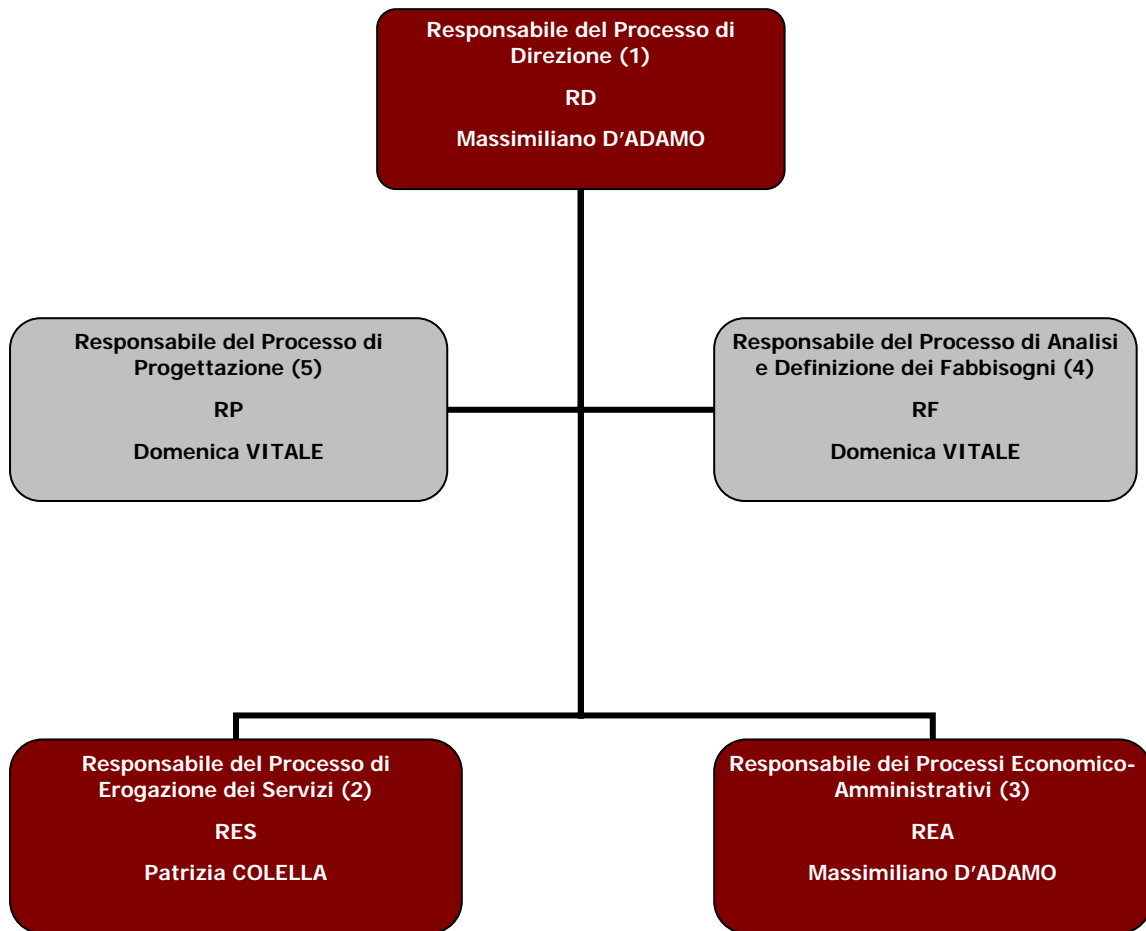 Responsabile del Processo di
Direzione (1)
RD
Massimiliano D’ADAMO
Responsabile del Processo di
Progettazione (5)
RP
Domenica VITALE
Responsabile del Processo di Analisi
e Definizione dei Fabbisogni (4)
RF
Domenica VITALE
Responsabile del Processo di
Erogazione dei Servizi (2)
RES
Patrizia COLELLA
Responsabile dei Processi Economico-
Amministrativi (3)
REA
Massimiliano D’ADAMO